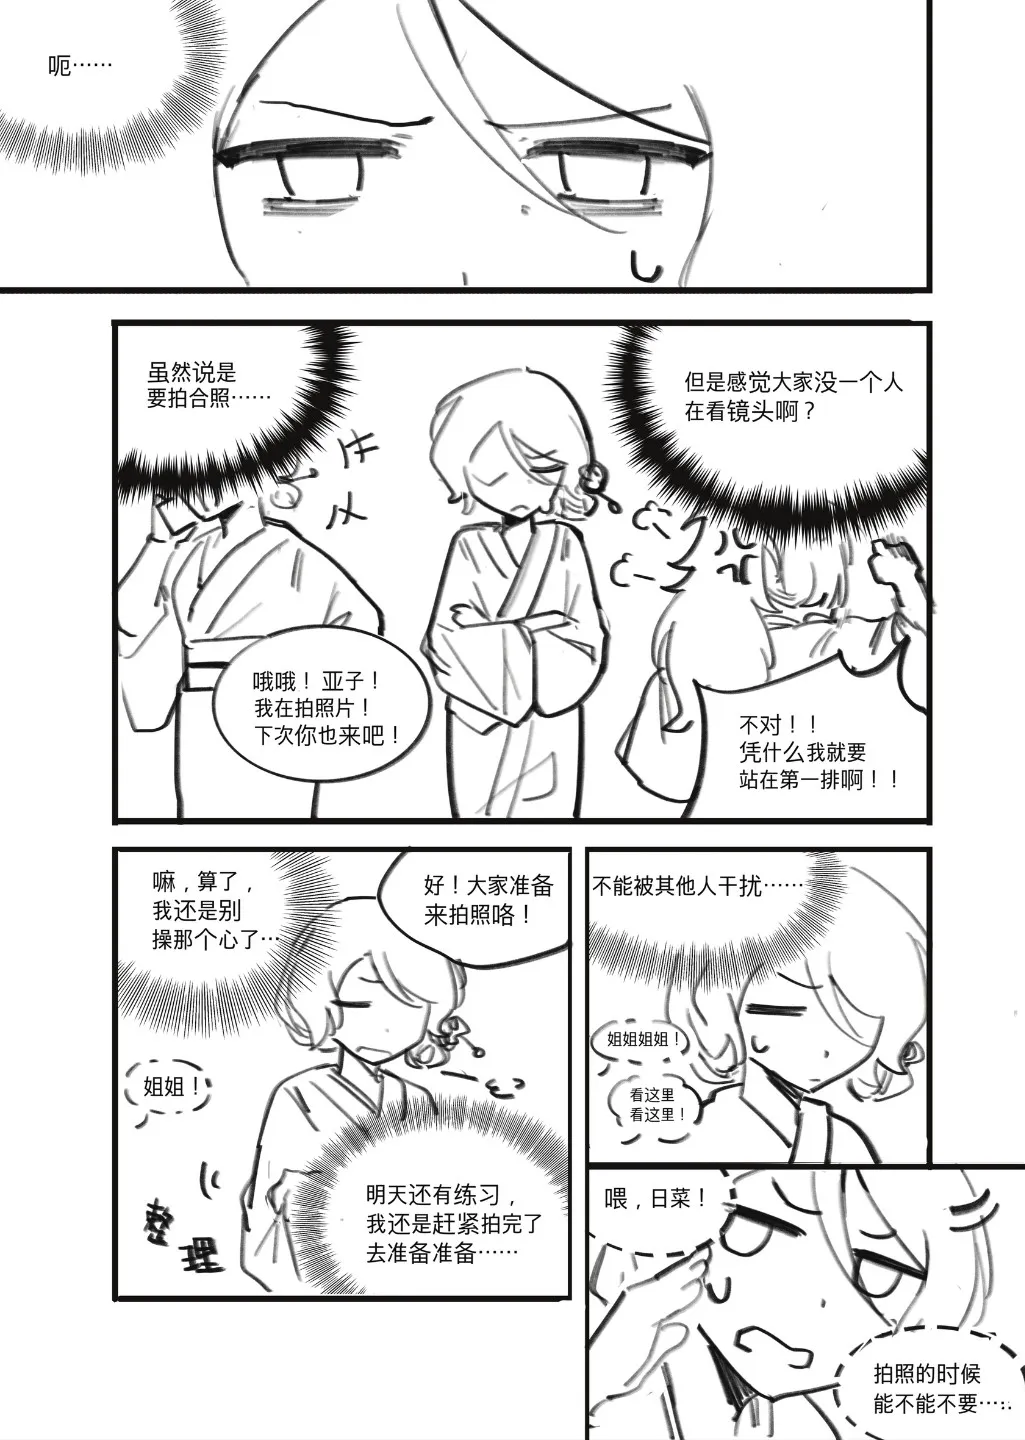 呃……
虽然说是
要拍合照……
但是感觉大家没一个人
在看镜头啊？
哦哦！亚子！
我在拍照片！
下次你也来吧！
不对！！
凭什么我就要
站在第一排啊！！
嘛，算了，
我还是别
操那个心了…
好！大家准备
来拍照咯！
姐姐！
整理
明天还有练习，
我还是赶紧拍完了
去准备准备……
不能被其他人干扰……
姐姐姐姐！
看这里
看这里！
喂，日菜！
拍照的时候
能不能不要……